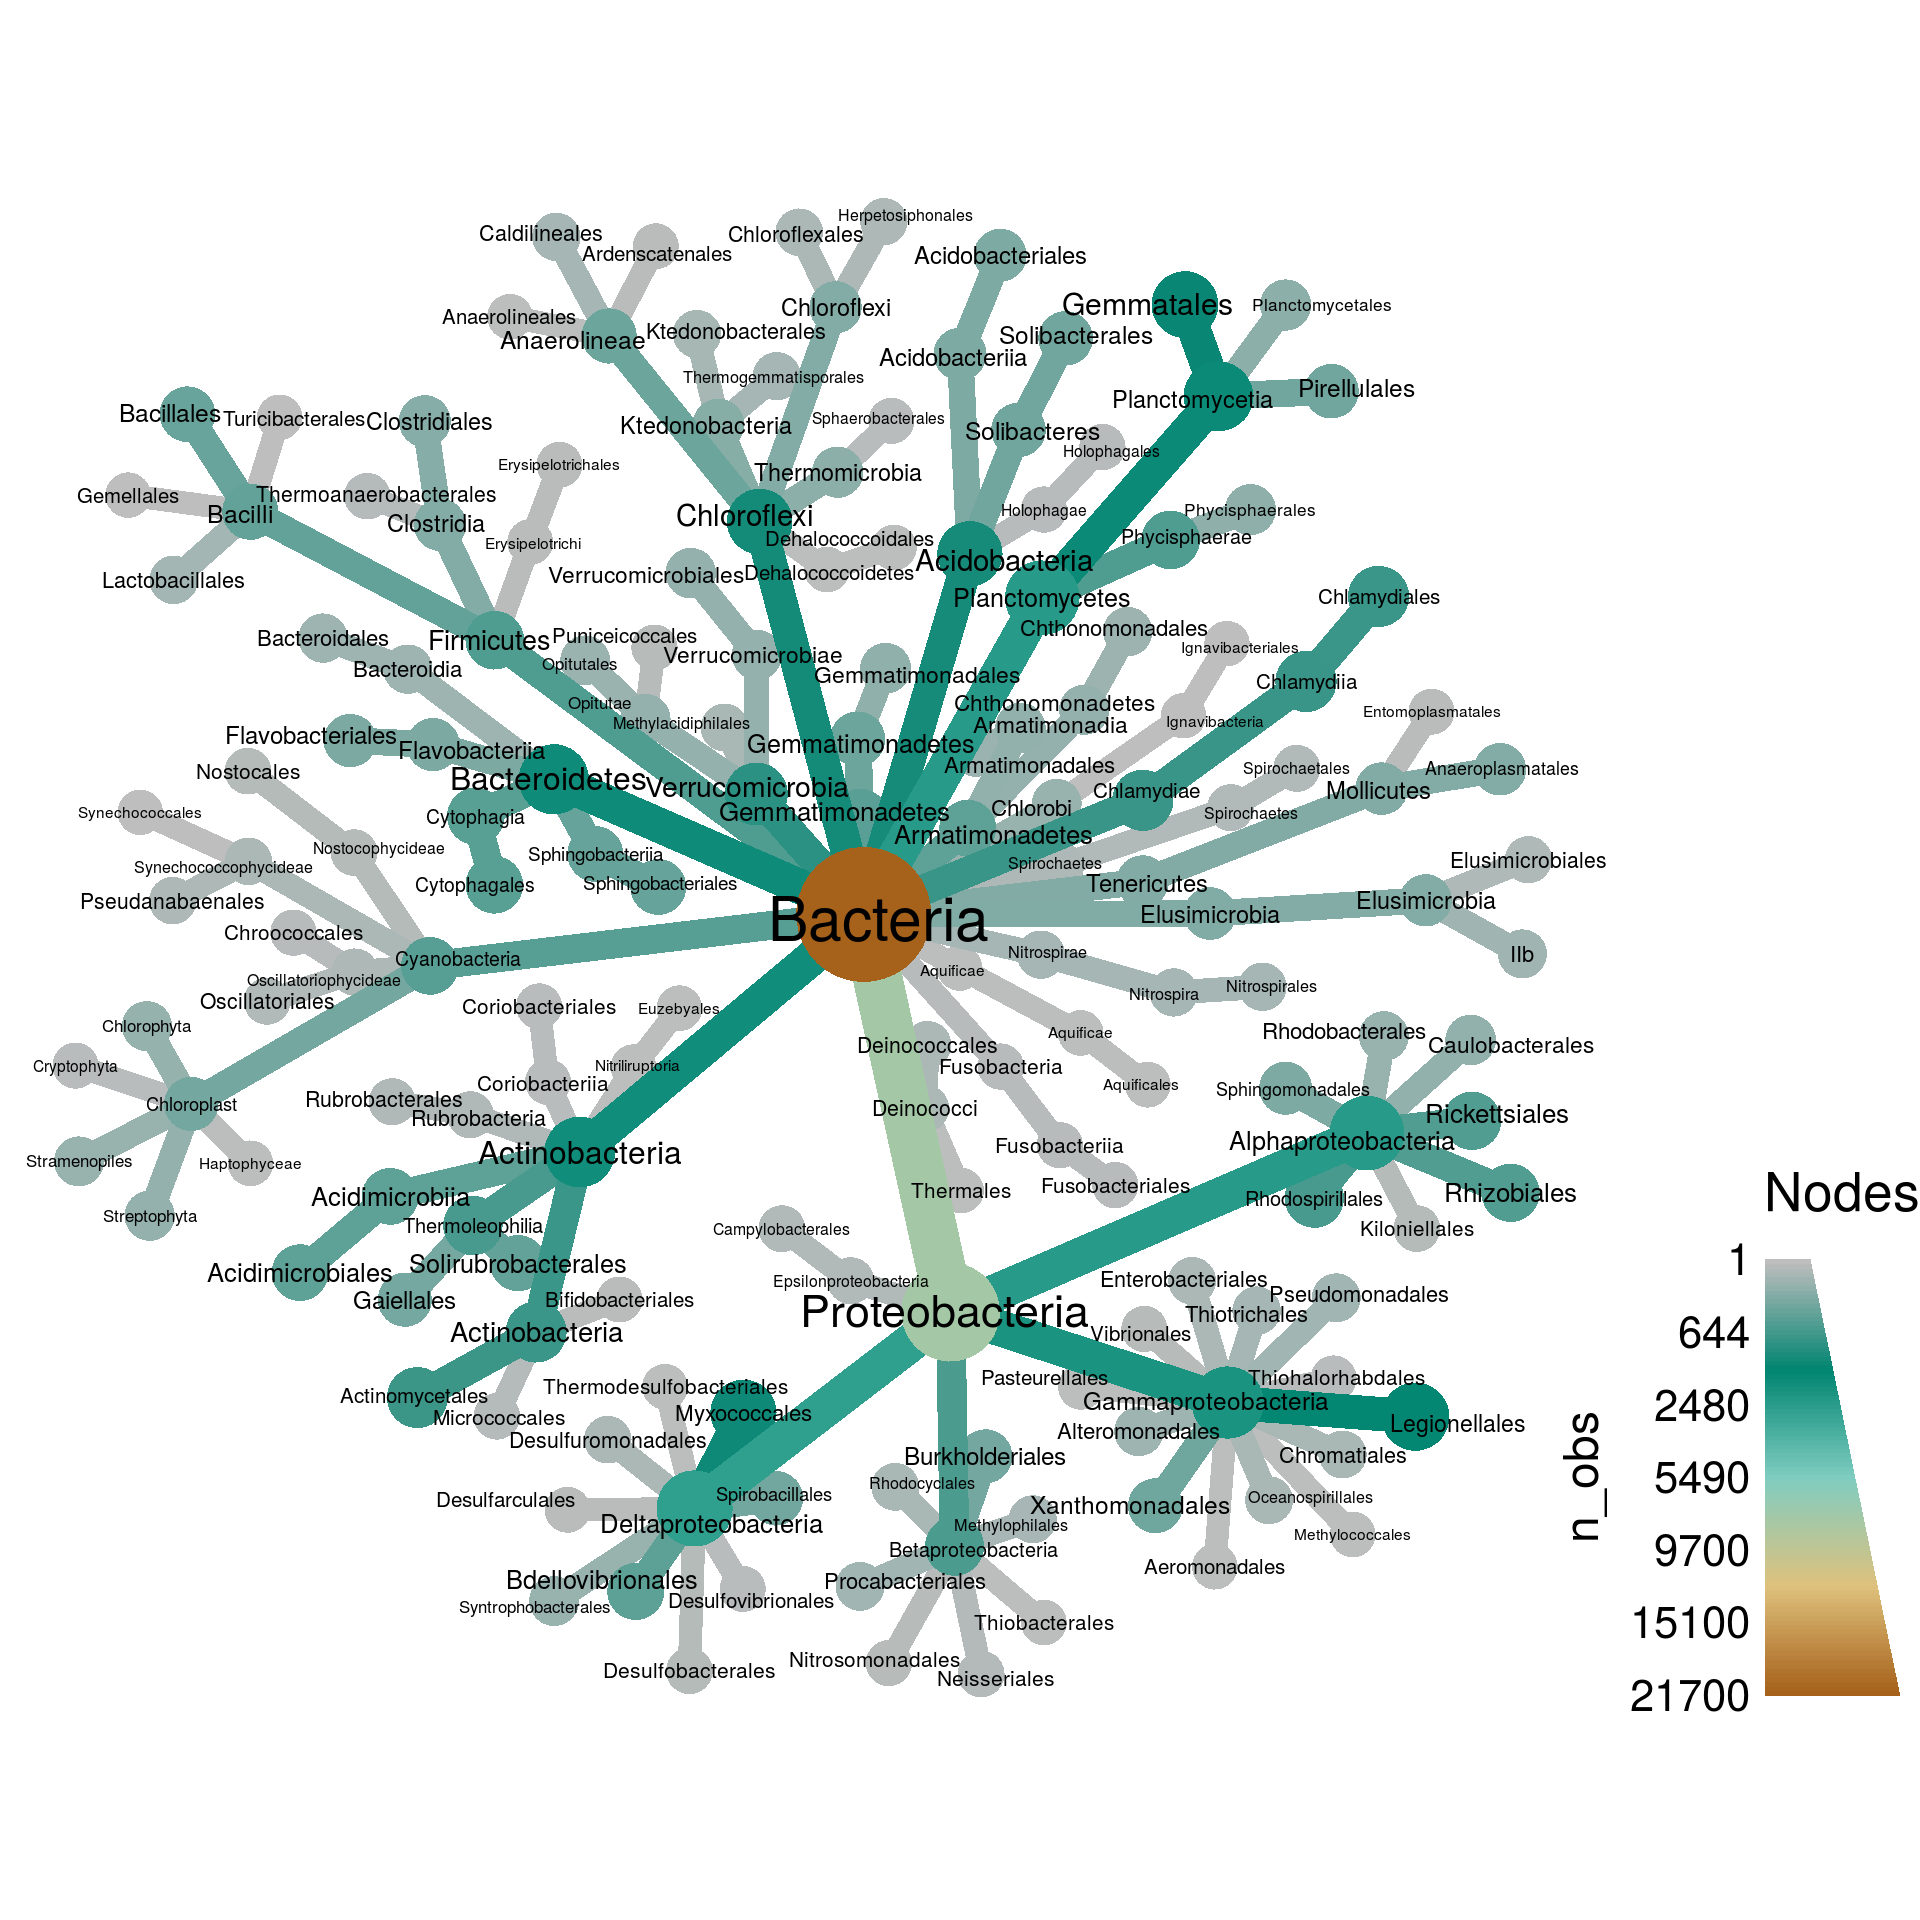 Herpetosiphonales
Caldilineales
Chloroflexales
Ardenscatenales
Acidobacteriales
Gemmatales
Planctomycetales
Chloroflexi
Anaerolineales
Ktedonobacterales
Anaerolineae
Solibacterales
Acidobacteriia
Thermogemmatisporales
Pirellulales
Planctomycetia
Bacillales
Turicibacterales
Clostridiales
Sphaerobacterales
Ktedonobacteria
Solibacteres
Holophagales
Erysipelotrichales
Thermomicrobia
Gemellales
Thermoanaerobacterales
Bacilli
Chloroflexi
Holophagae
Phycisphaerales
Clostridia
Erysipelotrichi
Dehalococcoidales
Phycisphaerae
Acidobacteria
Lactobacillales
Verrucomicrobiales
Dehalococcoidetes
Planctomycetes
Chlamydiales
Bacteroidales
Firmicutes
Puniceicoccales
Chthonomonadales
Ignavibacteriales
Verrucomicrobiae
Opitutales
Bacteroidia
Gemmatimonadales
Chlamydiia
Opitutae
Chthonomonadetes
Entomoplasmatales
Methylacidiphilales
Armatimonadia
Ignavibacteria
Flavobacteriales
Flavobacteriia
Gemmatimonadetes
Nostocales
Armatimonadales
Spirochaetales
Anaeroplasmatales
Bacteroidetes
Verrucomicrobia
Chlamydiae
Mollicutes
Synechococcales
Cytophagia
Gemmatimonadetes
Chlorobi
Spirochaetes
Armatimonadetes
Nostocophycideae
Sphingobacteriia
Synechococcophycideae
Spirochaetes
Elusimicrobiales
Cytophagales
Sphingobacteriales
Tenericutes
Pseudanabaenales
Elusimicrobia
Elusimicrobia
Bacteria
Chroococcales
Cyanobacteria
Nitrospirae
IIb
Aquificae
Oscillatoriophycideae
Oscillatoriales
Nitrospira
Nitrospirales
Coriobacteriales
Euzebyales
Chlorophyta
Aquificae
Rhodobacterales
Deinococcales
Caulobacterales
Cryptophyta
Nitriliruptoria
Fusobacteria
Coriobacteriia
Aquificales
Sphingomonadales
Chloroplast
Rubrobacterales
Rubrobacteria
Deinococci
Rickettsiales
Actinobacteria
Fusobacteriia
Alphaproteobacteria
Stramenopiles
Haptophyceae
Thermales
Fusobacteriales
Rhizobiales
Nodes
Acidimicrobiia
Rhodospirillales
Streptophyta
Thermoleophilia
Campylobacterales
Kiloniellales
Acidimicrobiales
Solirubrobacterales
Epsilonproteobacteria
Enterobacteriales
1
Gaiellales
Bifidobacteriales
Proteobacteria
Thiotrichales
Pseudomonadales
Actinobacteria
Vibrionales
644
Actinomycetales
Thermodesulfobacteriales
Pasteurellales
Thiohalorhabdales
Micrococcales
Myxococcales
Gammaproteobacteria
2480
Desulfuromonadales
Alteromonadales
Legionellales
Burkholderiales
Chromatiales
n_obs
5490
Desulfarculales
Spirobacillales
Rhodocyclales
Xanthomonadales
Oceanospirillales
Deltaproteobacteria
Methylophilales
Methylococcales
Betaproteobacteria
9700
Bdellovibrionales
Procabacteriales
Aeromonadales
Syntrophobacterales
Desulfovibrionales
Thiobacterales
15100
Desulfobacterales
Nitrosomonadales
Neisseriales
21700